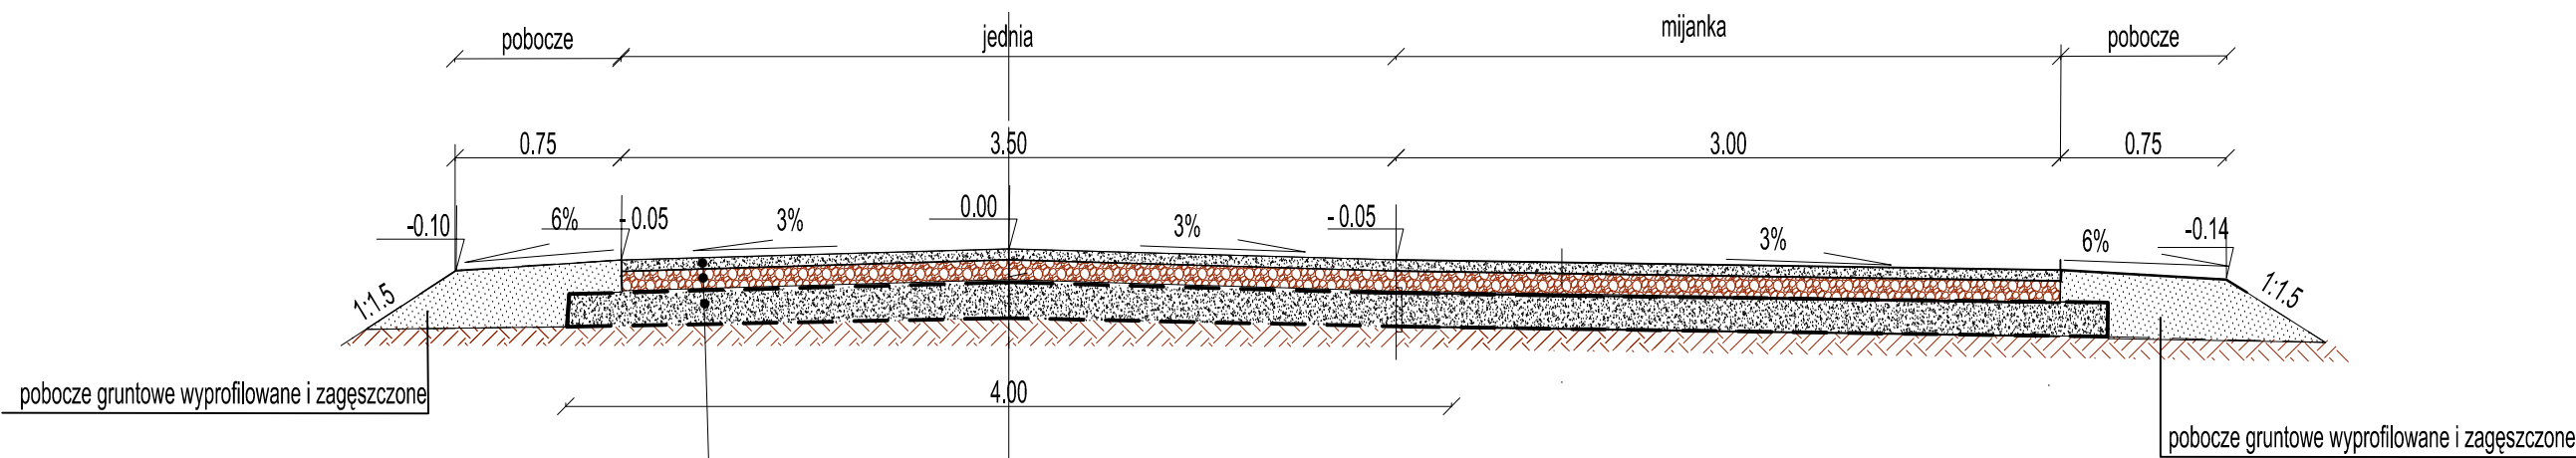 pobocze
jednia
mijanka
pobocze
0.75
3.50
3.00
0.75
-0.10
6%
- 0.05
3%
0.00
3%
- 0.05
3%
6%
-0.14
1:1.5
1:1.5
pobocze gruntowe wyprofilowane i zagęszczone
4.00
pobocze gruntowe wyprofilowane i zagęszczone